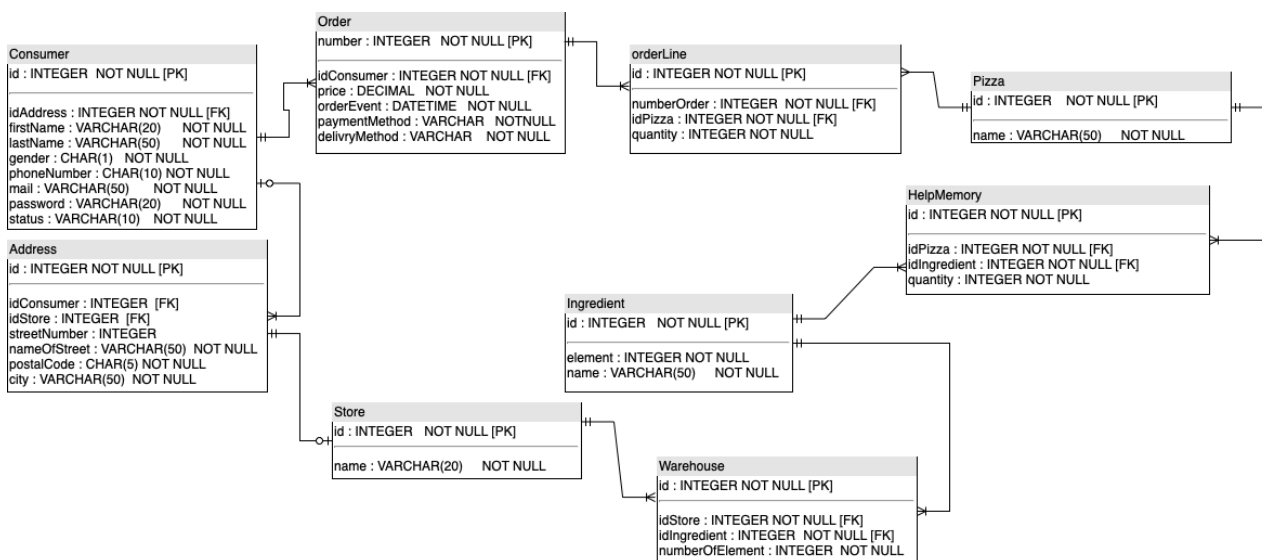 Order
number : INTEGER NOT NULL [PK]
idConsumer : INTEGER NOT NULL [FK]
price : DECIMAL NOT NULL
orderEvent : DATETIME NOT NULL
paymentMethod : VARCHAR NOTNULL
delivryMethod : VARCHAR NOT NULL
Consumer
id : INTEGER NOT NULL [PK]
idAddress : INTEGER NOT NULL [FK]
firstName : VARCHAR(20) NOT NULL
lastName : VARCHAR(50) NOT NULL
gender : CHAR(1) NOT NULL
phoneNumber : CHAR(10) NOT NULL
mail : VARCHAR(50) NOT NULL
password : VARCHAR(20) NOT NULL
status : VARCHAR(10) NOT NULL
orderLine
id : INTEGER NOT NULL [PK]
numberOrder : INTEGER NOT NULL [FK]
idPizza : INTEGER NOT NULL [FK]
quantity : INTEGER NOT NULL
Pizza
id : INTEGER NOT NULL [PK]
name : VARCHAR(50) NOT NULL
HelpMemory
id : INTEGER NOT NULL [PK]
idPizza : INTEGER NOT NULL [FK]
idIngredient : INTEGER NOT NULL [FK]
quantity : INTEGER NOT NULL
Address
id : INTEGER NOT NULL [PK]
idConsumer : INTEGER [FK]
idStore : INTEGER [FK]
streetNumber : INTEGER
nameOfStreet : VARCHAR(50) NOT NULL
postalCode : CHAR(5) NOT NULL
city : VARCHAR(50) NOT NULL
Ingredient
id : INTEGER NOT NULL [PK]
element : INTEGER NOT NULL
name : VARCHAR(50) NOT NULL
Store
id : INTEGER NOT NULL [PK]
name : VARCHAR(20) NOT NULL
Warehouse
id : INTEGER NOT NULL [PK]
idStore : INTEGER NOT NULL [FK]
idIngredient : INTEGER NOT NULL [FK]
numberOfElement : INTEGER NOT NULL